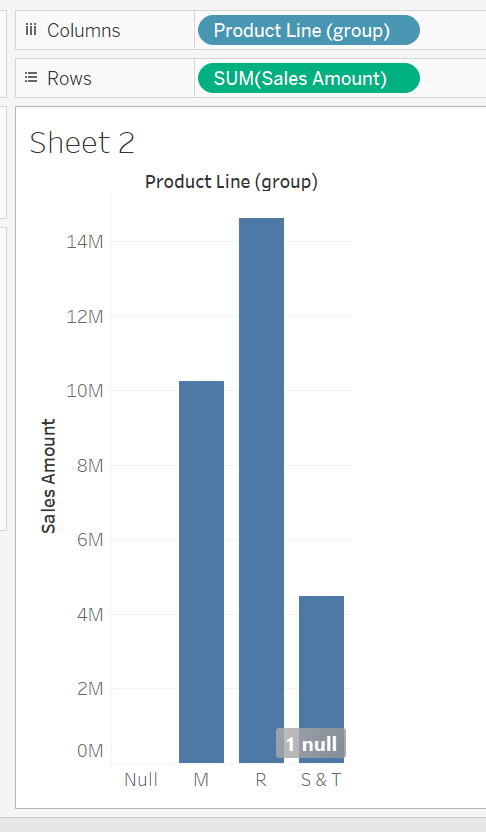 Columns
Product Line (group)
Rows
SUM(Sales Amount)
Sheet 2
Product Line (group)
Sales Amount
14M
12M
10M
8M
6M
4M
2M
0M
1 null
Null M R S & T